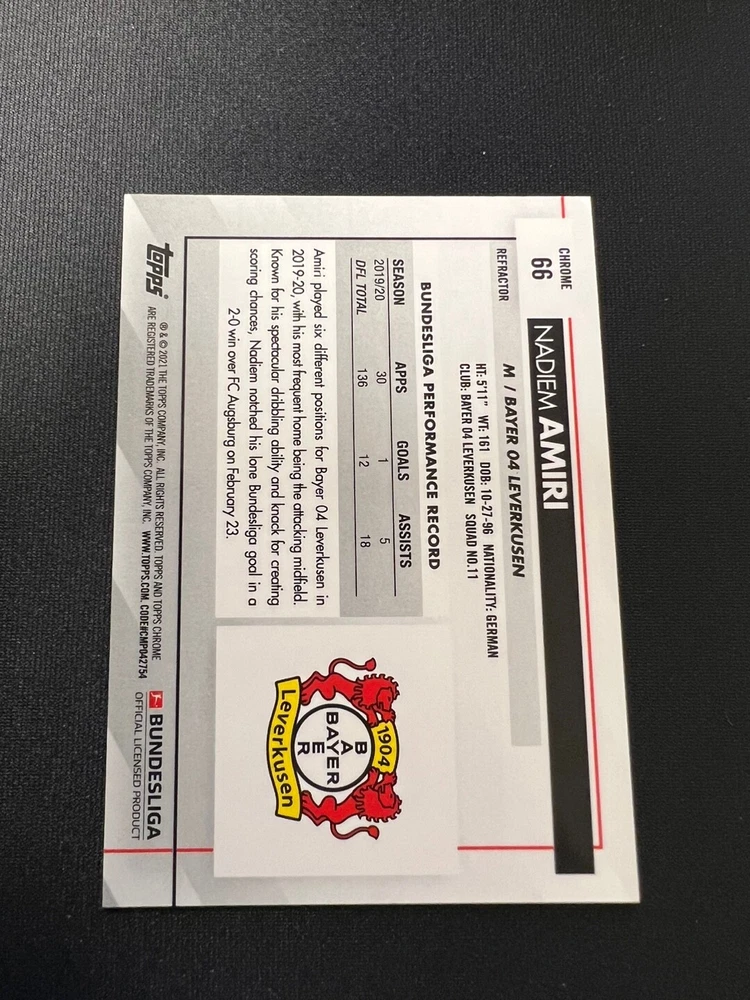 CHROME
66
NADIEM AMIRI
REFRACTOR
M / BAYER 04 LEVERKUSEN
HT: 5'11" WT: 161 DOB: 10-27-96 NATIONALITY: GERMAN
CLUB: BAYER 04 LEVERKUSEN SQUAD NO.11
BUNDESLIGA PERFORMANCE RECORD
SEASON APPS GOALS ASSISTS
2019/20 30 1 5
DFL TOTAL 136 12 18
Amiri played six different positions for Bayer 04 Leverkusen in
2019-20, with his most frequent home being the attacking midfield.
Known for his spectacular dribbling ability and knack for creating
scoring chances, Nadiem notched his lone Bundesliga goal in a
2-0 win over FC Augsburg on February 23.
1904
BAYER
BAYER
Leverkusen
topps
® & © 2021 THE TOPPS COMPANY, INC. ALL RIGHTS RESERVED. TOPPS AND TOPPS CHROME
ARE REGISTERED TRADEMARKS OF THE TOPPS COMPANY, INC. WWW.TOPPS.COM. CODE#CMP042754
BUNDESLIGA
OFFICIAL LICENSED PRODUCT